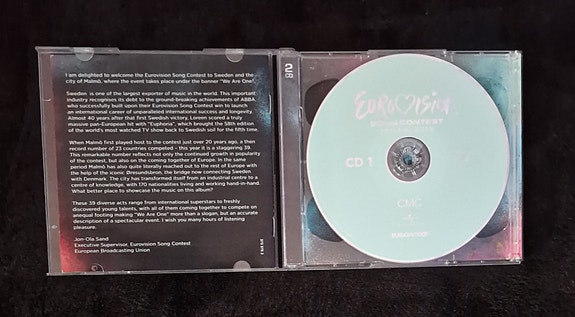 I am delighted to welcome the Eurovision Song Contest to Sweden and the
city of Malmö, where the event takes place under the banner "We Are One".
Sweden is one of the largest exporter of music in the world. This important
industry recognises its debt to the ground-breaking achievements of ABBA,
who successfully built upon their Eurovision Song Contest win to launch
an international career of unparalleled international success and longevity.
Almost 40 years after that first Swedish victory, Loreen scored a truly
massive pan-European hit with "Euphoria", which brought the 58th edition
of the world's most watched TV show back to Swedish soil for the fifth time.
When Malmö first played host to the contest just over 20 years ago, a then
record number of 23 countries competed - this year it is a staggering 39.
This remarkable number reflects not only the continued growth in popularity
of the contest, but also on the coming together of Europe. In the same
period Malmö has also quite literally reached out to the rest of Europe with
the help of the iconic Øresundsbron, the bridge now connecting Sweden
with Denmark. The city has transformed itself from an industrial centre to a
centre of knowledge, with 170 nationalities living and working hand-in-hand.
What better place to showcase the music on this album?
These 39 diverse acts range from international superstars to freshly
discovered young talents, with all of them coming together to compete on
an equal footing making "We Are One" more than a slogan, but an accurate
description of a spectacular event. I wish you many hours of listening
pleasure.
Jon-Ola Sand
Executive Supervisor, Eurovision Song Contest
European Broadcasting Union
2
EUROVISION
SONG CONTEST
CD 1
CMC
EUROVISION